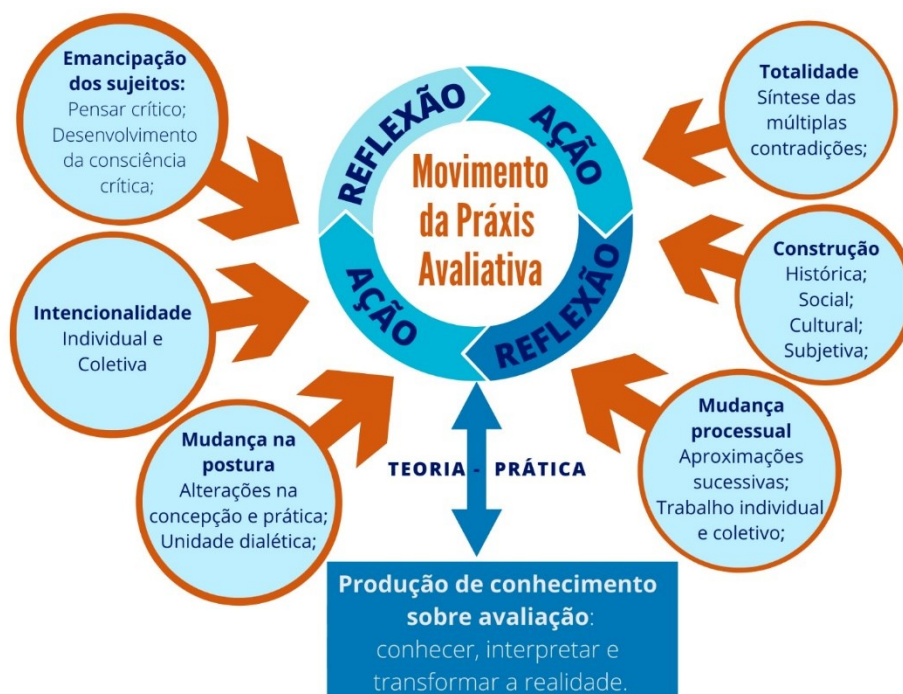 Emancipação
dos sujeitos:
Pensar crítico;
Desenvolvimento
da consciência
crítica;
Intencionalidade
Individual e
Coletiva
Mudança na
postura
Alterações na
concepção e prática;
Unidade dialética;
REFLEXÃO
AÇÃO
REFLEXÃO
AÇÃO
Movimento
da Práxis
Avaliativa
Totalidade
Síntese das
múltiplas
contradições;
Construção
Histórica;
Social;
Cultural;
Subjetiva;
Mudança
processual
Aproximações
sucessivas;
Trabalho individual
e coletivo;
TEORIA - PRÁTICA
Produção de conhecimento
sobre avaliação:
conhecer, interpretar e
transformar a realidade.